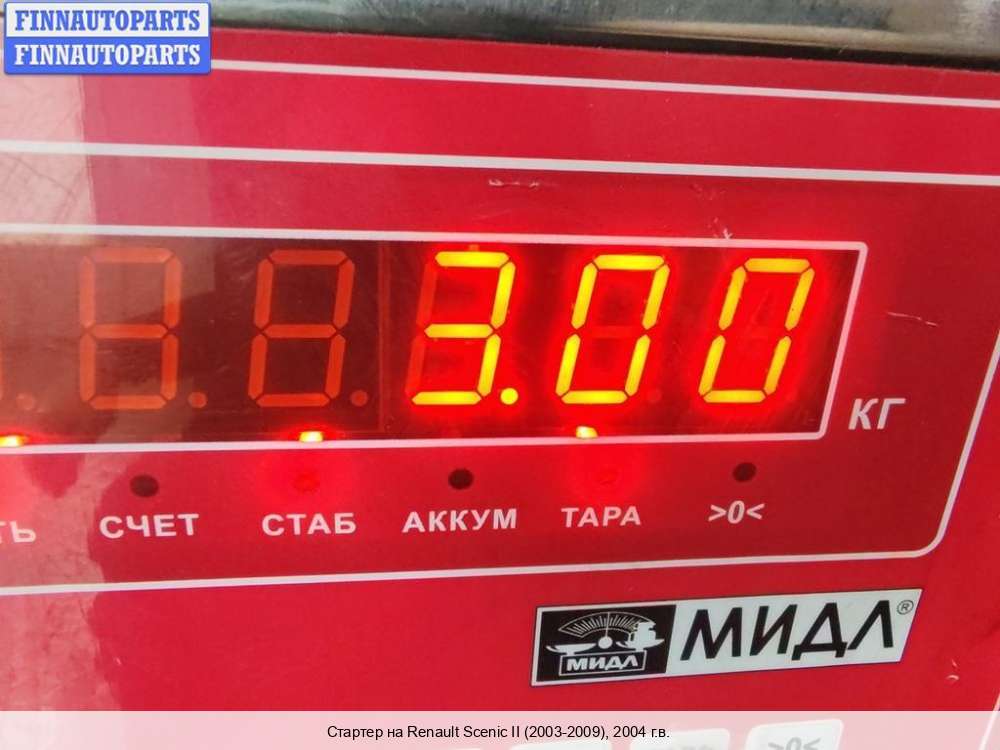 FINNAUTOPARTS
FINNAUTOPARTS
3.00
КГ
СЧЕТ СТАБ АККУМ ТАРА >0<
МИДЛ МИДЛ®
>0<
Стартер на Renault Scenic II (2003-2009), 2004 г.в.